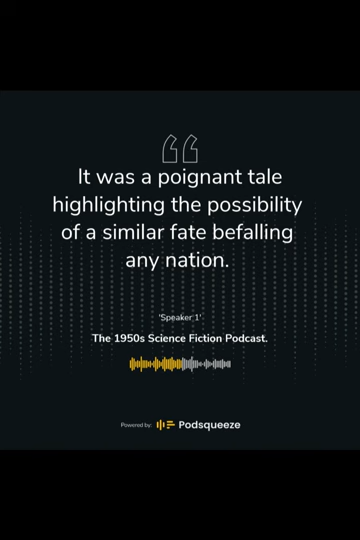 It was a poignant tale
highlighting the possibility
of a similar fate befalling
any nation.
'Speaker 1'
The 1950s Science Fiction Podcast.
Powered by: Podsqueeze